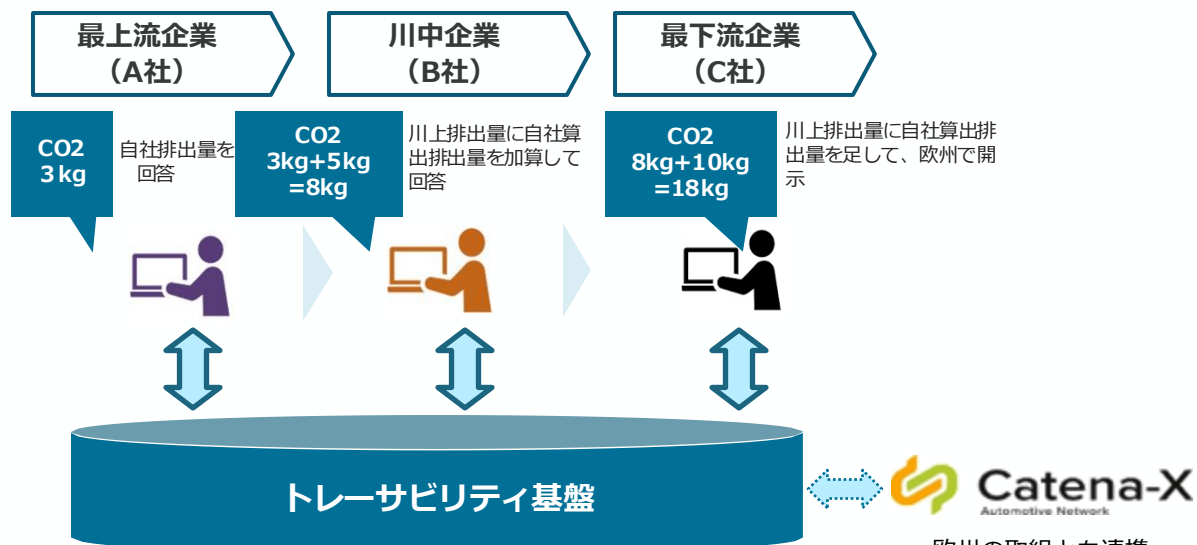 最上流企業
（A社）
川中企業
（B社）
最下流企業
（C社）
CO2
3kg
自社排出量を
回答
CO2
3kg+5kg
=8kg
川上排出量に自社算
出排出量を加算して
回答
CO2
8kg+10kg
=18kg
川上排出量に自社算出排
出量を足して、欧州で開
示
トレーサビリティ基盤
Catena-X
Automotive Network